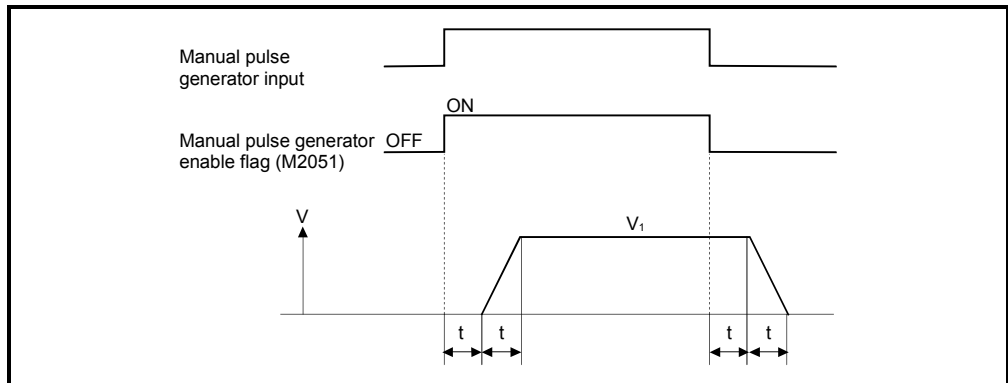 Manual pulse
generator input
ON
Manual pulse generator OFF
enable flag (M2051)
V
V₁
t t t t